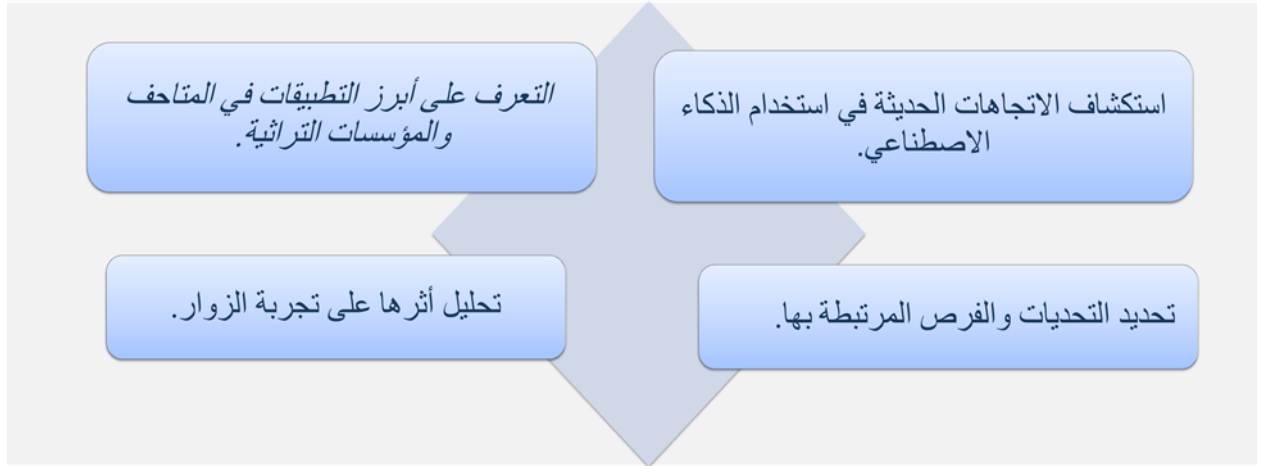 استكشاف الاتجاهات الحديثة في استخدام الذكاء
الاصطناعي.
التعرف على أبرز التطبيقات في المتاحف
والمؤسسات التراثية.
تحديد التحديات والفرص المرتبطة بها.
تحليل أثرها على تجربة الزوار.